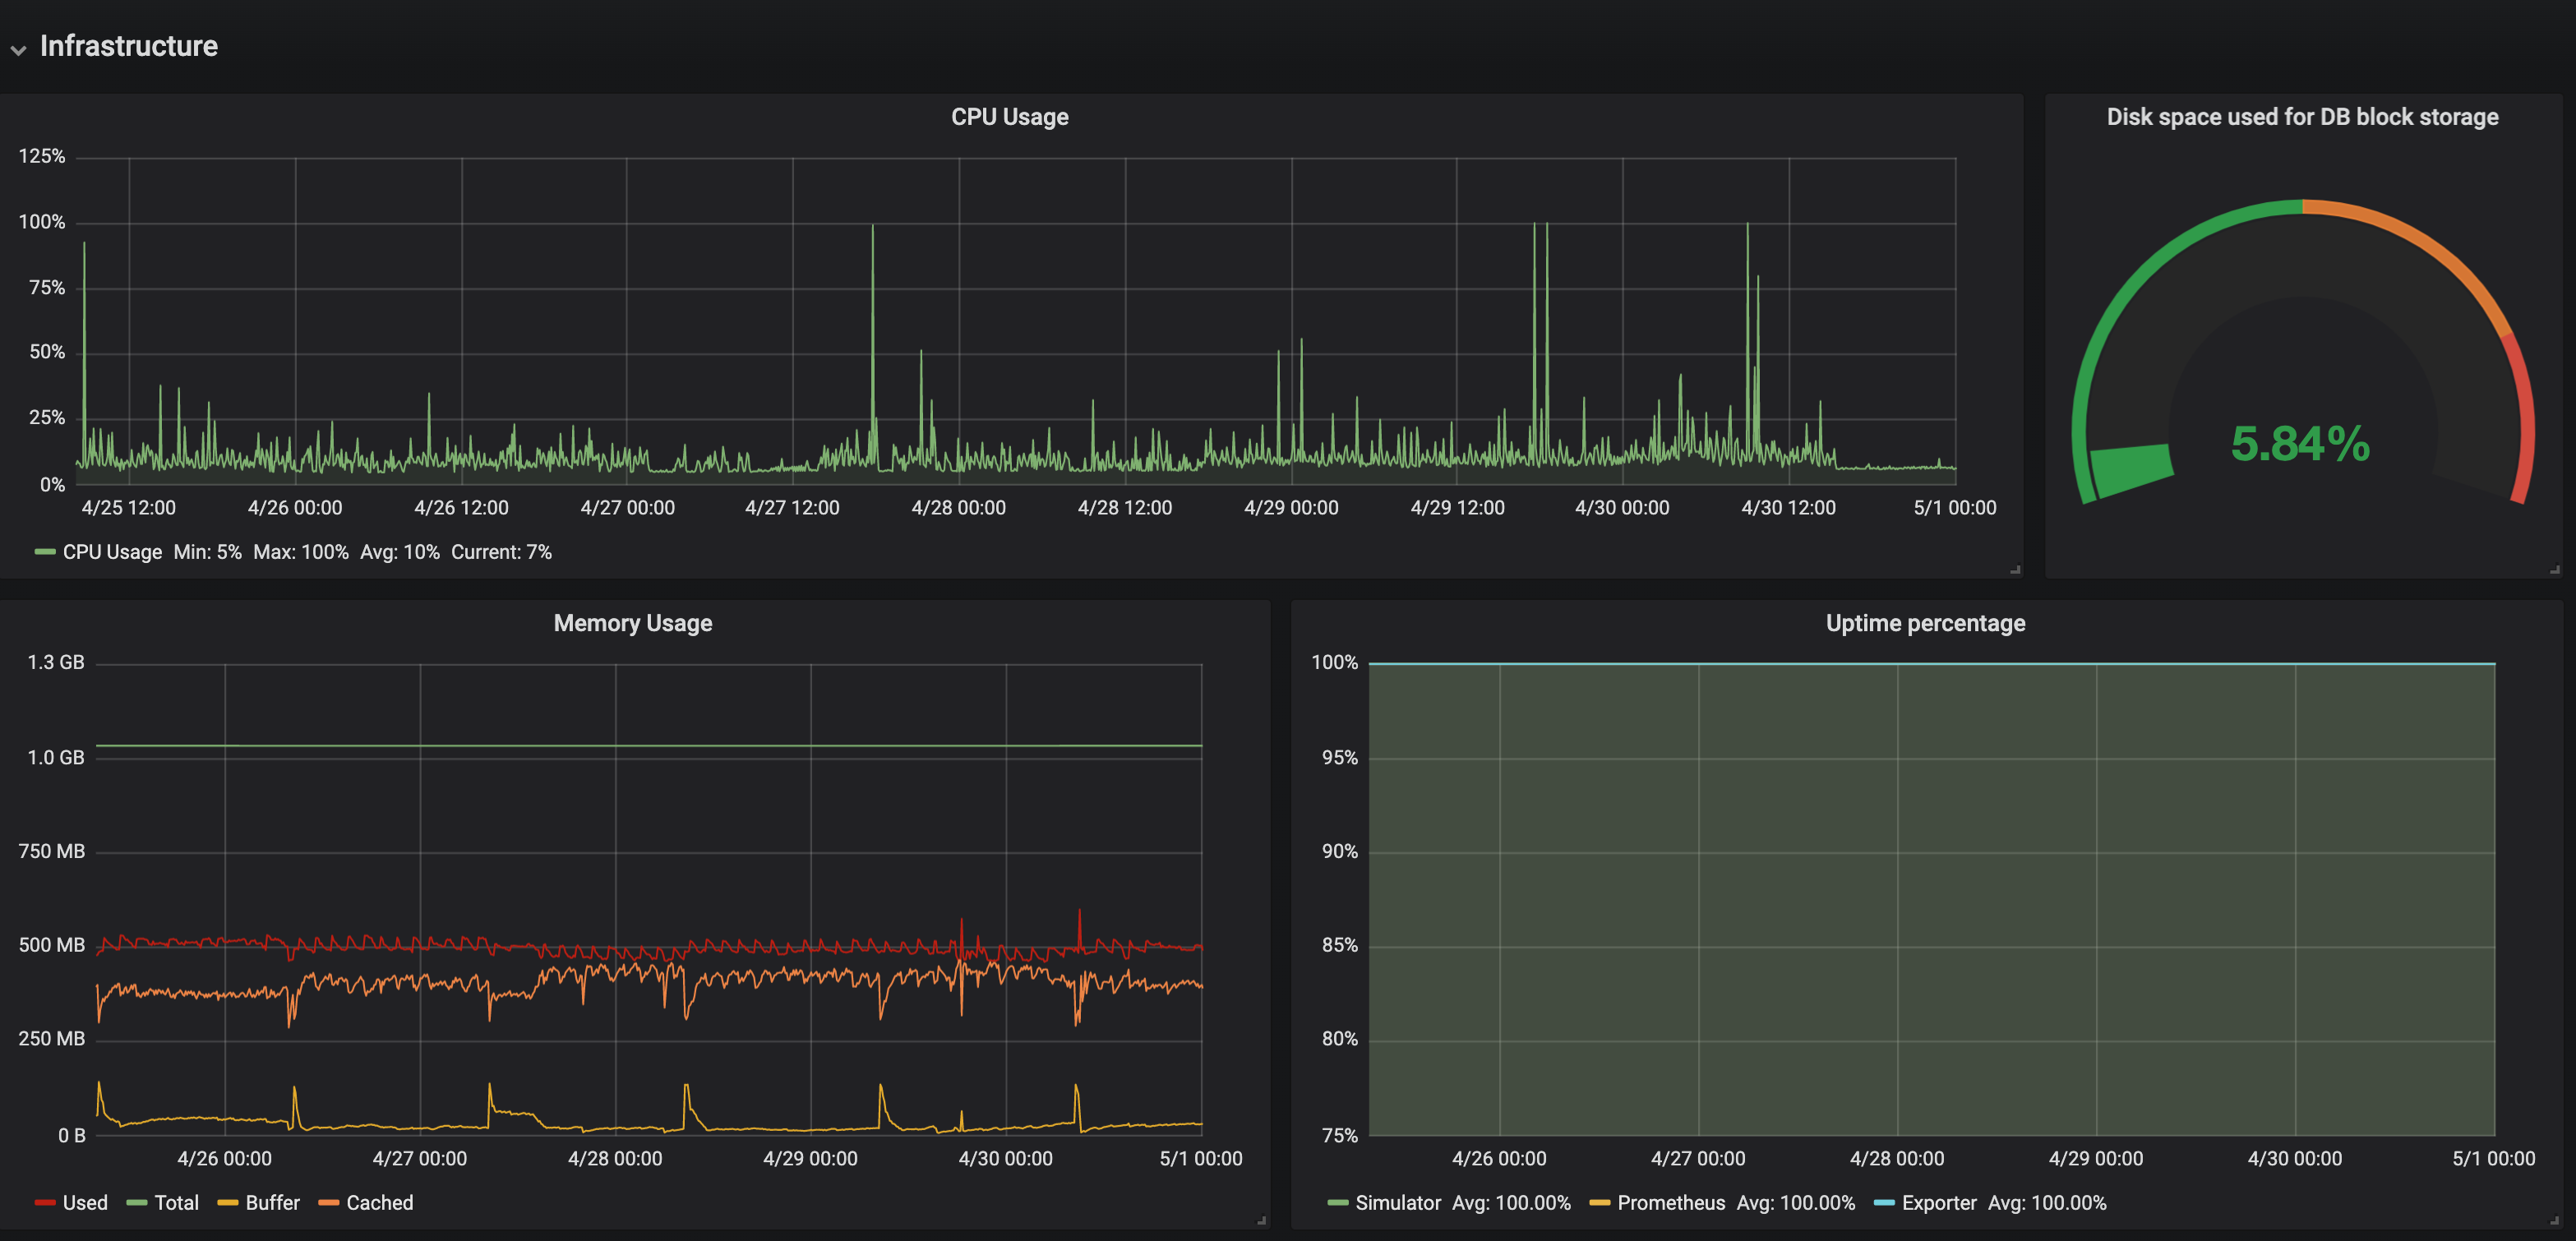 Infrastructure
CPU Usage
125%
100%
75%
50%
25%
0%
4/25 12:00 4/26 00:00 4/26 12:00 4/27 00:00 4/27 12:00 4/28 00:00 4/28 12:00 4/29 00:00 4/29 12:00 4/30 00:00 4/30 12:00 5/1 00:00
CPU Usage Min: 5% Max: 100% Avg: 10% Current: 7%
Disk space used for DB block storage
5.84%
Memory Usage
1.3 GB
1.0 GB
750 MB
500 MB
250 MB
0 B
4/26 00:00 4/27 00:00 4/28 00:00 4/29 00:00 4/30 00:00 5/1 00:00
Used Total Buffer Cached
Uptime percentage
100%
95%
90%
85%
80%
75%
4/26 00:00 4/27 00:00 4/28 00:00 4/29 00:00 4/30 00:00 5/1 00:00
Simulator Avg: 100.00% Prometheus Avg: 100.00% Exporter Avg: 100.00%